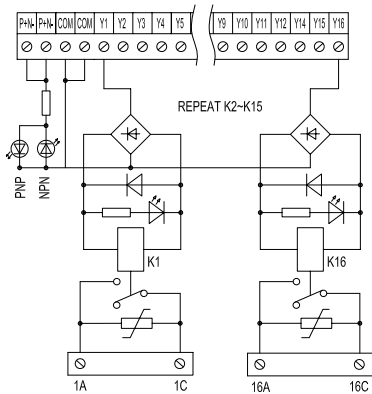 P+N- P+N- COM COM Y1 Y2 Y3 Y4 Y5 Y9 Y10 Y11 Y12 Y14 Y15 Y16
REPEAT K2~K15
PNP NPN
K1 K16
1A 1C 16A 16C